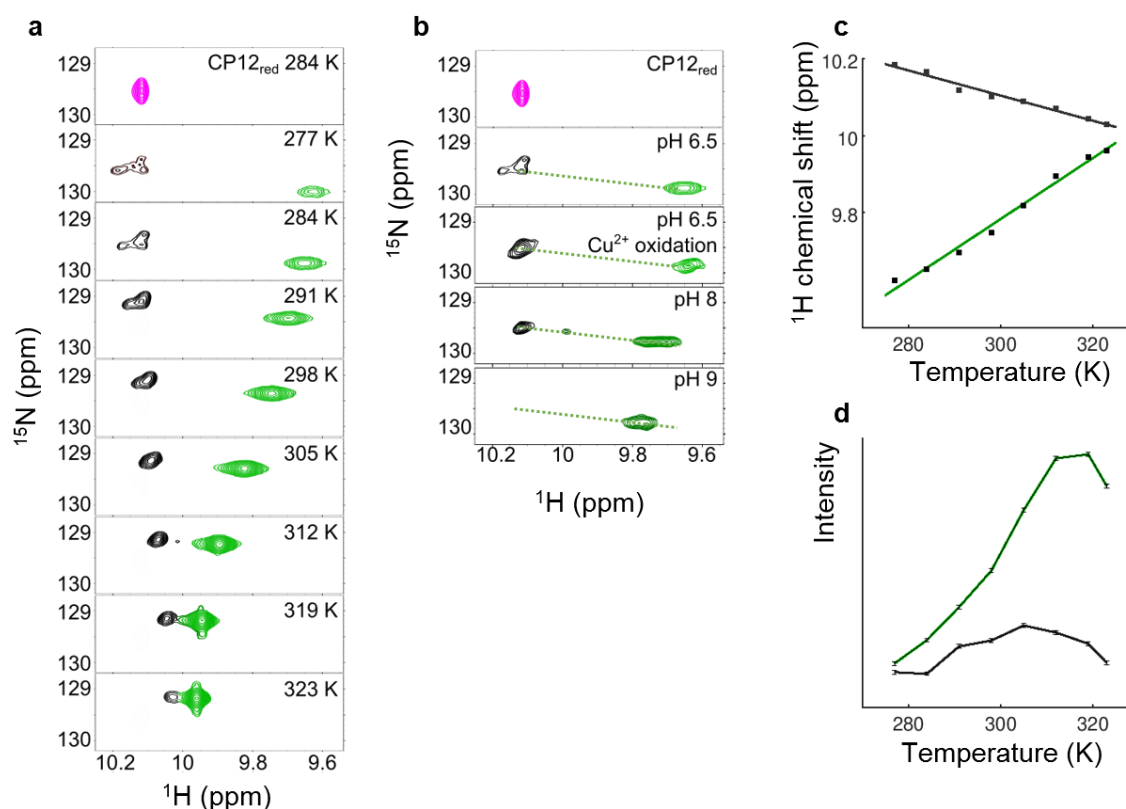 a
CP12red 284 K
129
130
277 K
129
130
284 K
129
130
291 K
129
130
298 K
129
130
305 K
129
130
312 K
129
130
319 K
129
130
323 K
129
130
15N (ppm)
10.2 10 9.8 9.6
1H (ppm)
b
CP12red
129
130
pH 6.5
129
130
pH 6.5
Cu2+ oxidation
129
130
pH 8
129
130
pH 9
129
130
15N (ppm)
10.2 10 9.8 9.6
1H (ppm)
c
10.2
10
9.8
1H chemical shift (ppm)
280 300 320
Temperature (K)
d
Intensity
280 300 320
Temperature (K)